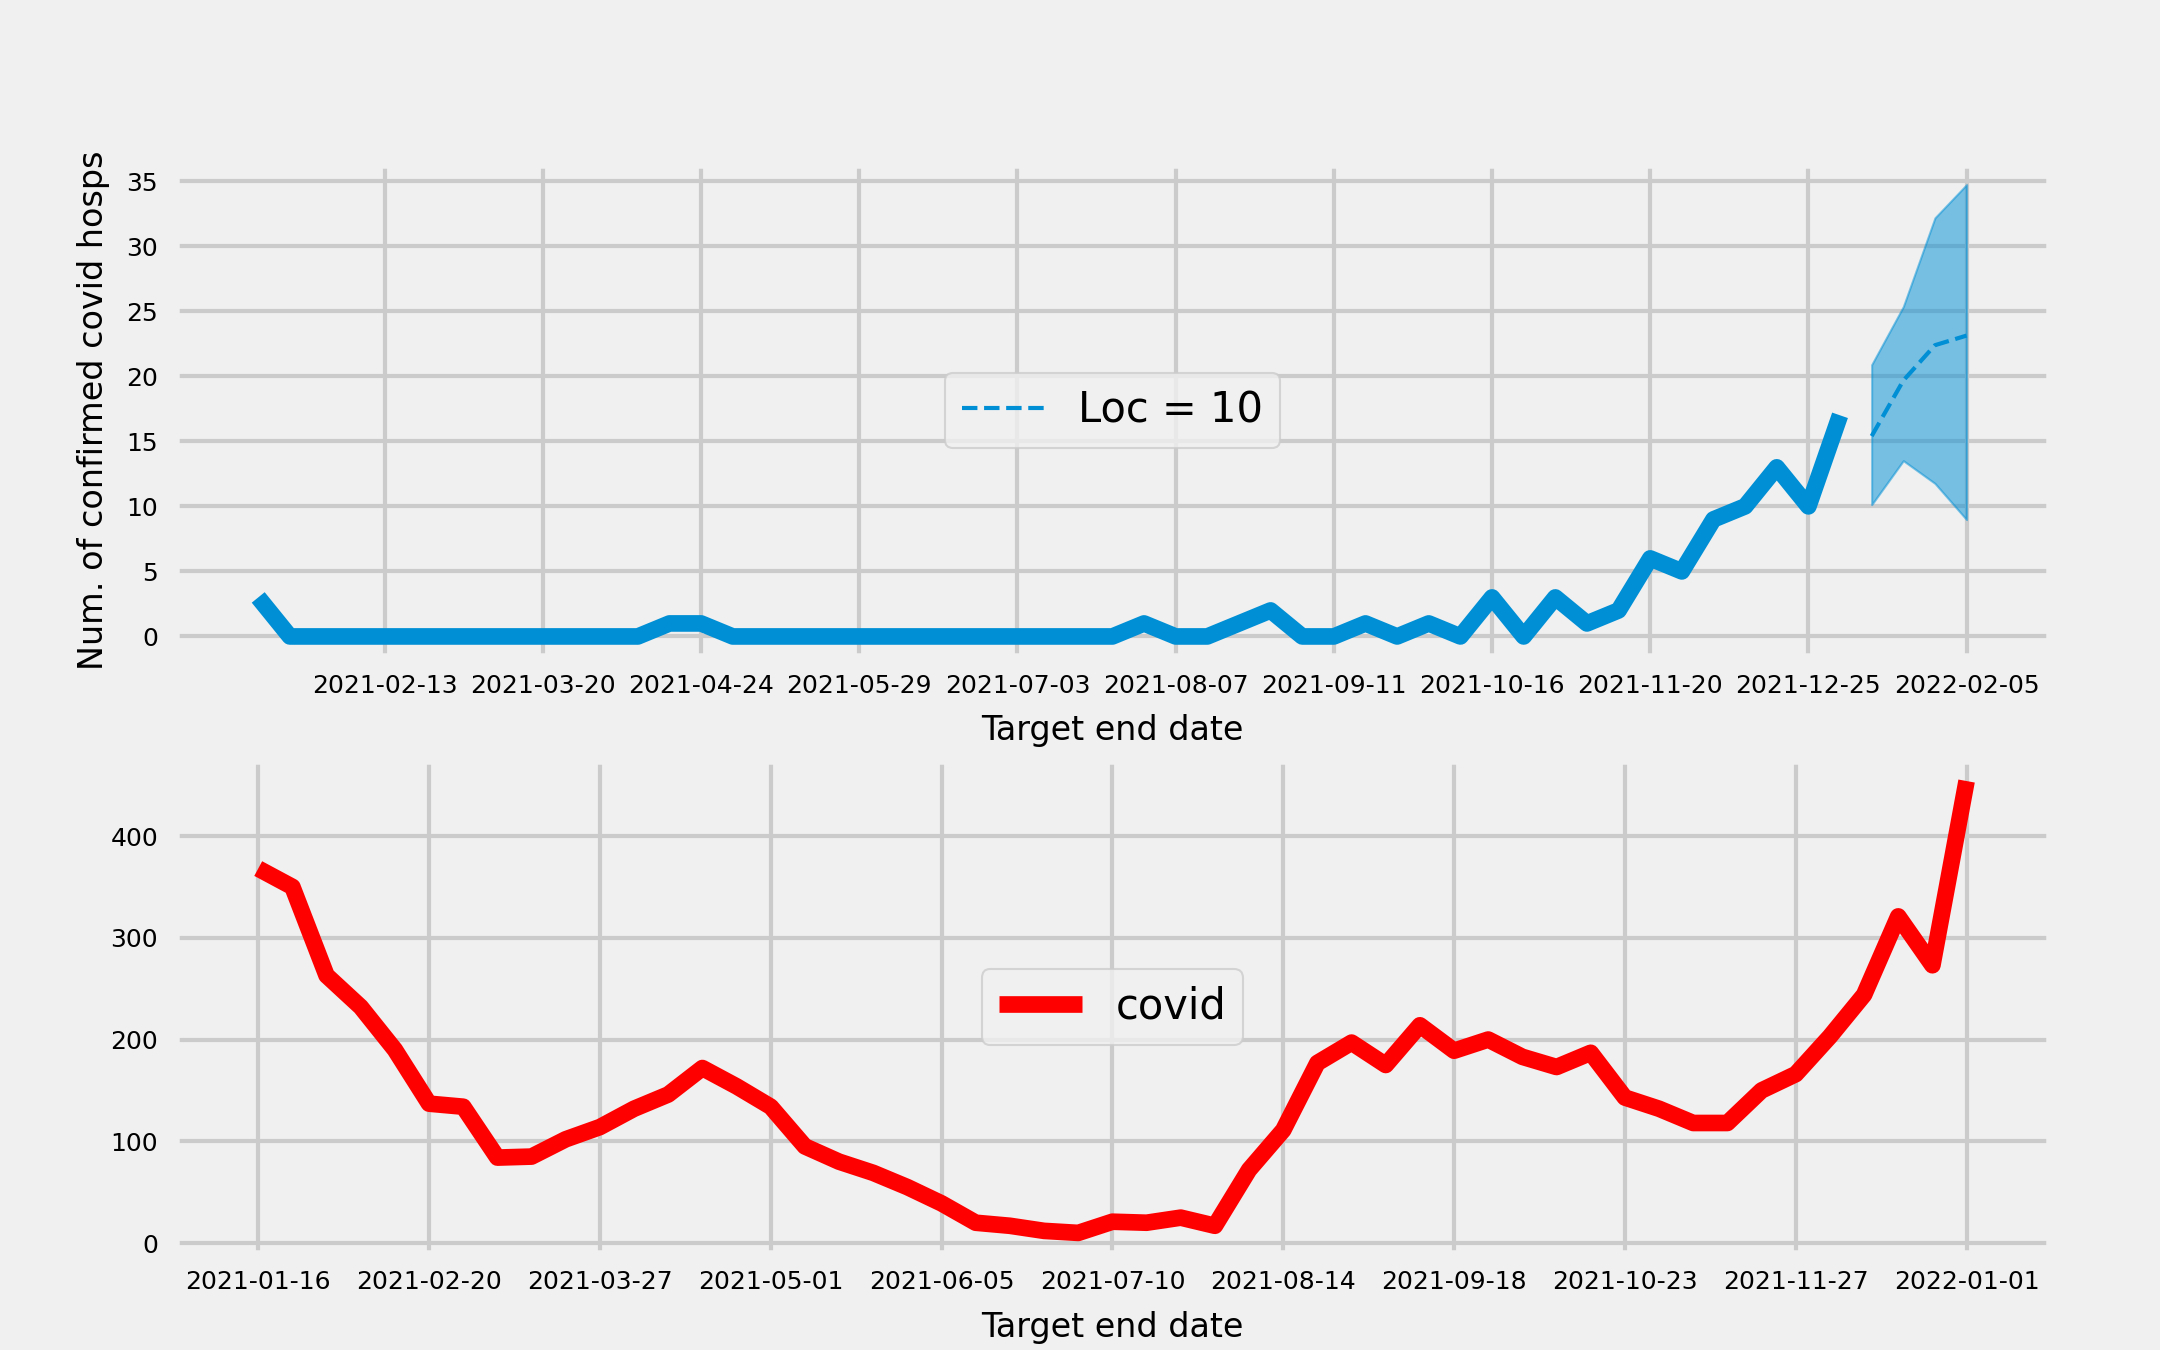 Num. of confirmed covid hosps
35
30
25
20
15
10
5
0
Loc = 10
2021-02-13 2021-03-20 2021-04-24 2021-05-29 2021-07-03 2021-08-07 2021-09-11 2021-10-16 2021-11-20 2021-12-25 2022-02-05
Target end date
400
300
200
100
0
covid
2021-01-16 2021-02-20 2021-03-27 2021-05-01 2021-06-05 2021-07-10 2021-08-14 2021-09-18 2021-10-23 2021-11-27 2022-01-01
Target end date